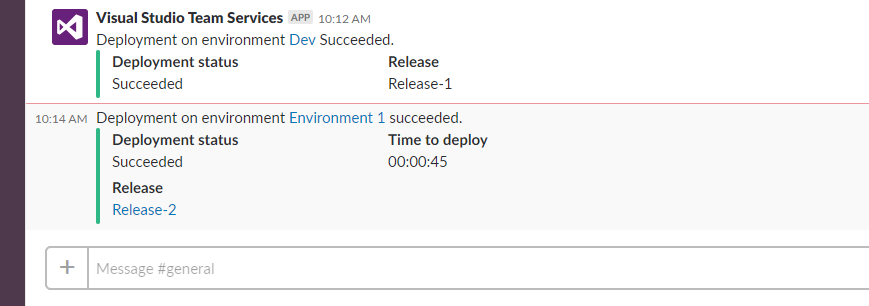 Visual Studio Team Services APP 10:12 AM
Deployment on environment Dev Succeeded.
Deployment status Release
Succeeded Release-1
10:14 AM Deployment on environment Environment 1 succeeded.
Deployment status Time to deploy
Succeeded 00:00:45
Release
Release-2
+ Message #general